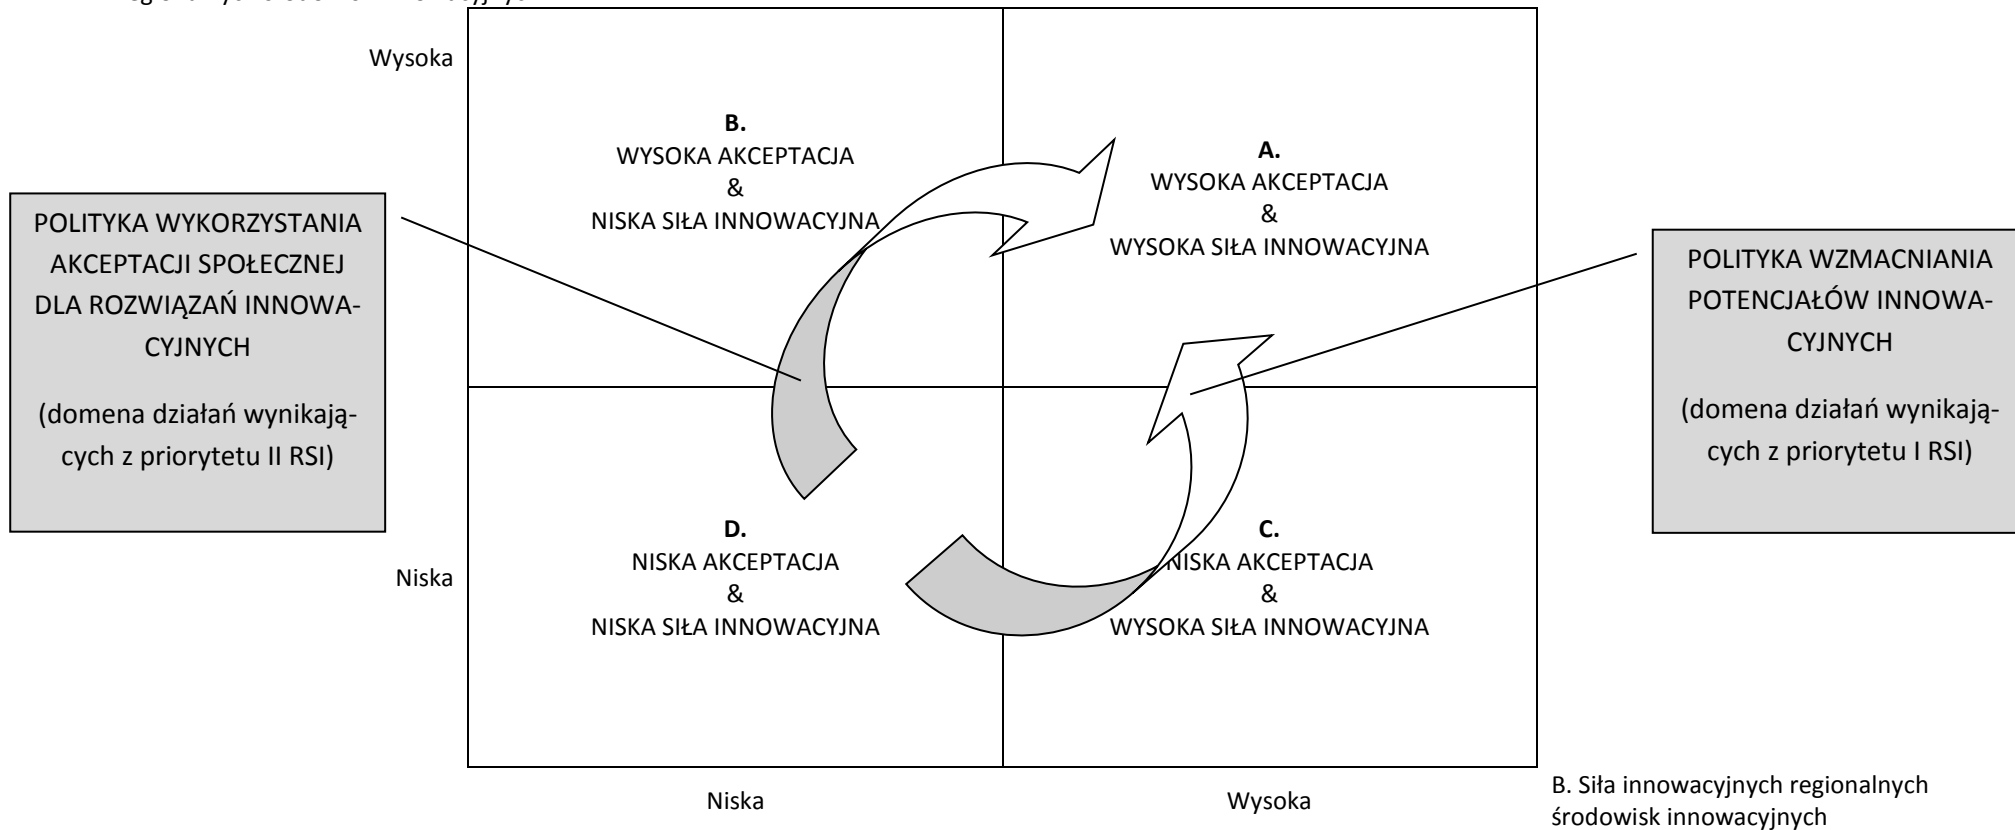 Wysoka
B.
WYSOKA AKCEPTACJA
&
NISKA SIŁA INNOWACYJNA
A.
WYSOKA AKCEPTACJA
&
WYSOKA SIŁA INNOWACYJNA
POLITYKA WYKORZYSTANIA
AKCEPTACJI SPOŁECZNEJ
DLA ROZWIĄZAŃ INNOWA-
CYJNYCH
(domena działań wynikają-
cych z priorytetu II RSI)
POLITYKA WZMACNIANIA
POTENCJAŁÓW INNOWA-
CYJNYCH
(domena działań wynikają-
cych z priorytetu I RSI)
Niska
D.
NISKA AKCEPTACJA
&
NISKA SIŁA INNOWACYJNA
C.
NISKA AKCEPTACJA
&
WYSOKA SIŁA INNOWACYJNA
Niska
Wysoka
B. Siła innowacyjnych regionalnych
środowisk innowacyjnych